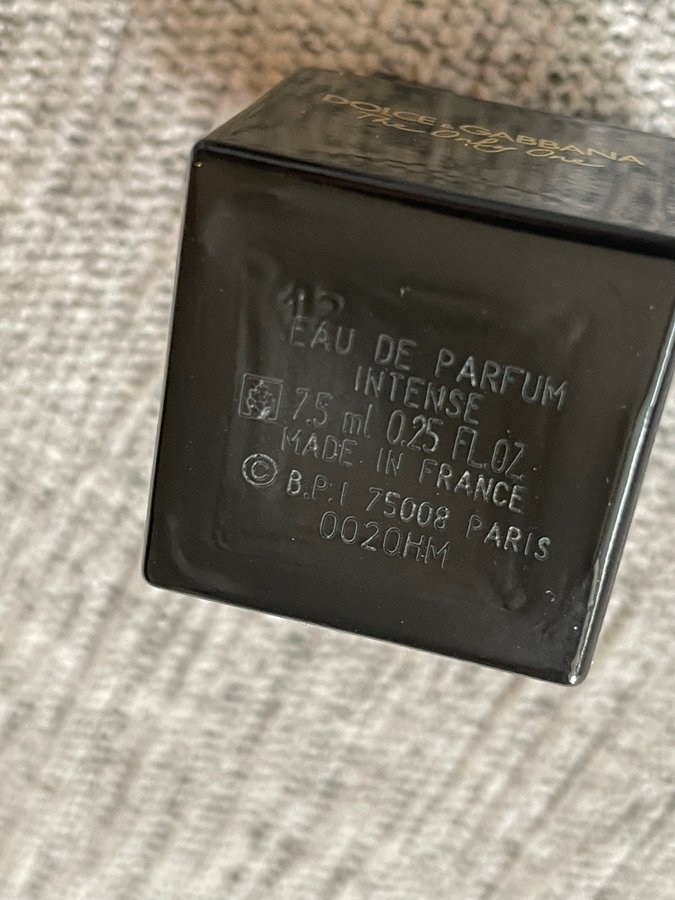 DOLCE & GABBANA
The Only One
EAU DE PARFUM
INTENSE
7.5 ml 0.25 FL.OZ
MADE IN FRANCE
© B.P.I 75008 PARIS
0020HM